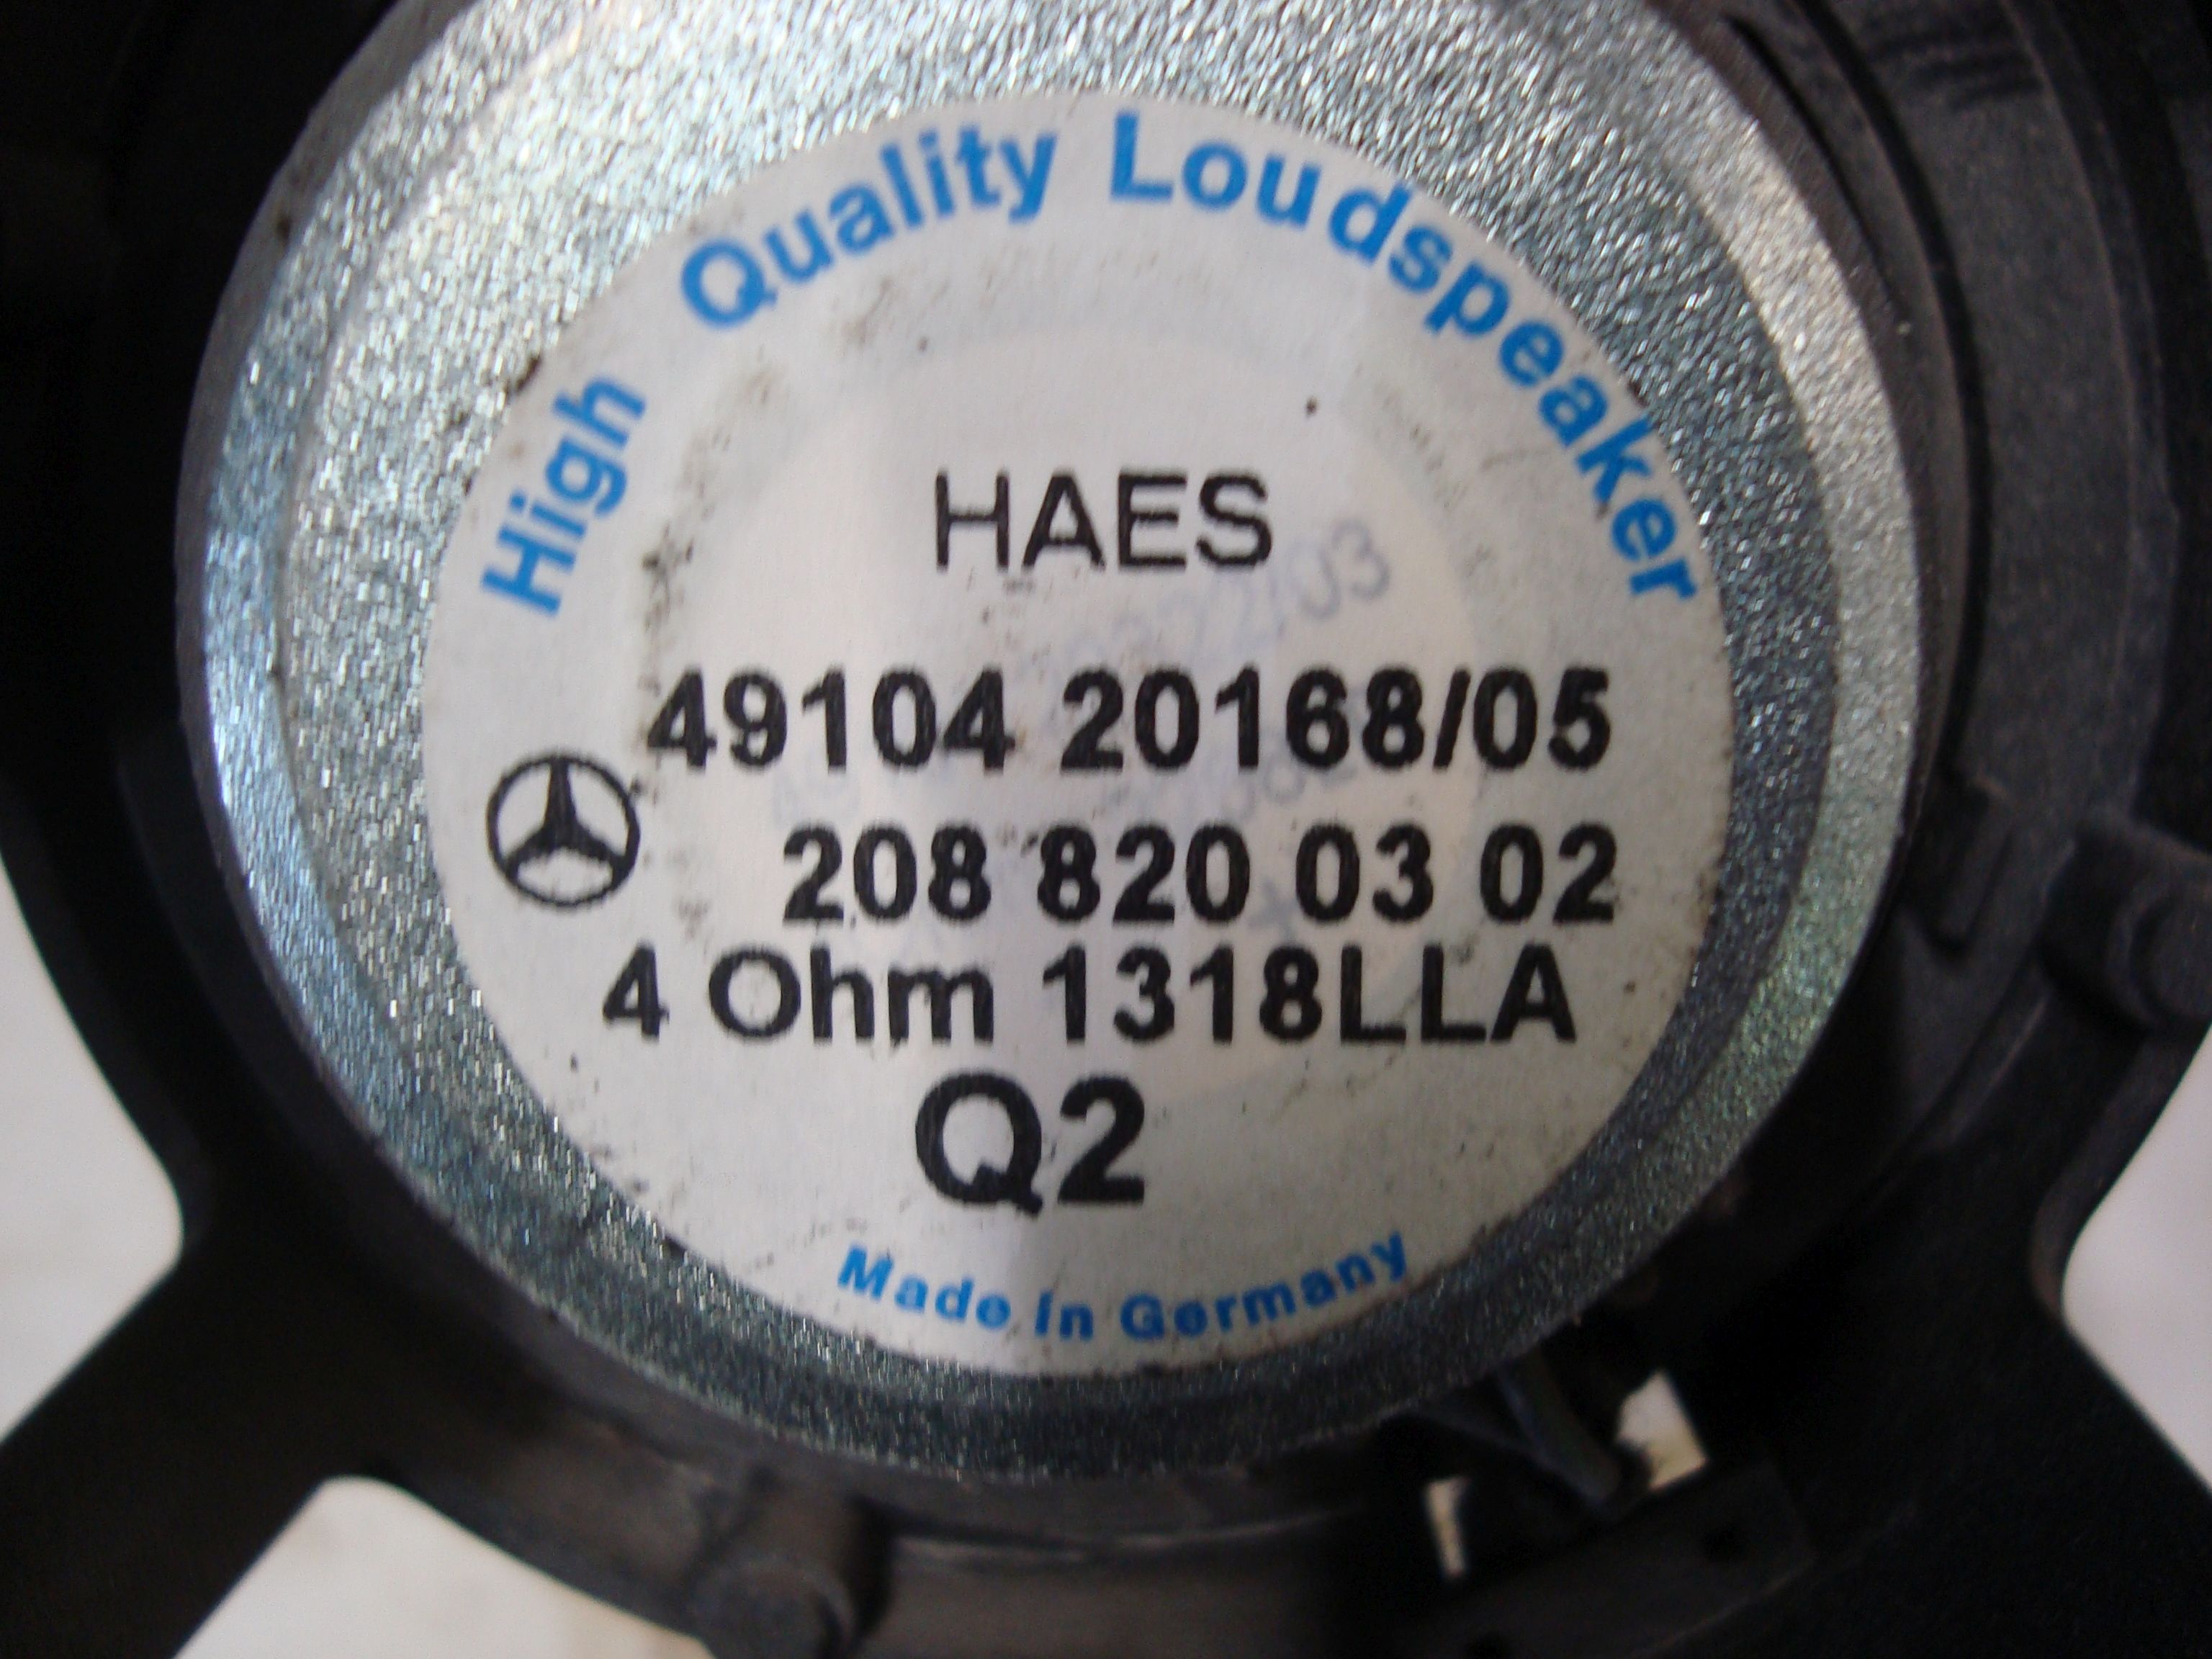 High Quality Loudspeaker
HAES
49104 20168/05
208 820 03 02
4 Ohm 1318LLA
Q2
Made in Germany